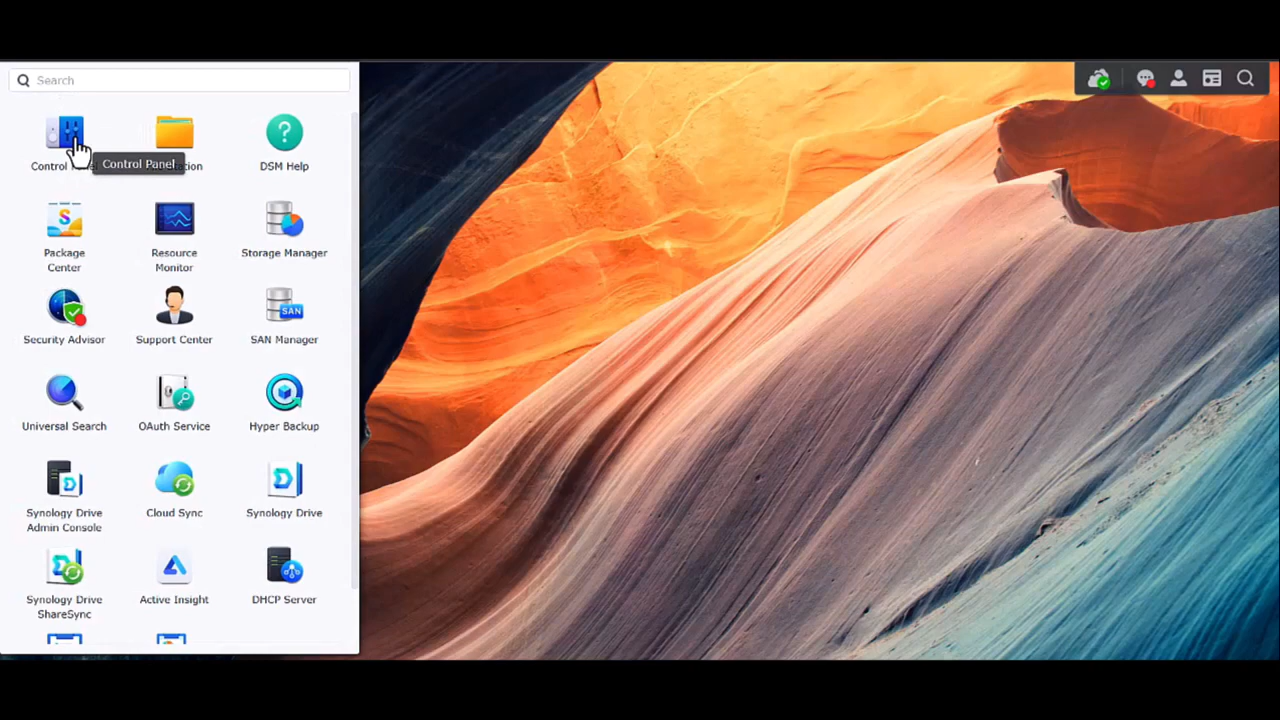 Search
Control Panel
Control P
Station
DSM Help
Package
Center
Resource
Monitor
Storage Manager
Security Advisor
Support Center
SAN
SAN Manager
Universal Search
OAuth Service
Hyper Backup
Synology Drive
Admin Console
Cloud Sync
Synology Drive
Synology Drive
ShareSync
Active Insight
DHCP Server